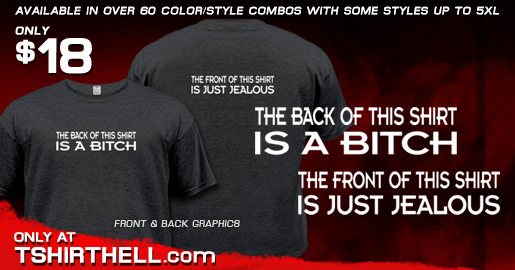 AVAILABLE IN OVER 60 COLOR/STYLE COMBOS WITH SOME STYLES UP TO 5XL
ONLY
$18
THE FRONT OF THIS SHIRT
IS JUST JEALOUS
THE BACK OF THIS SHIRT
IS A BITCH
THE BACK OF THIS SHIRT
IS A BITCH
THE FRONT OF THIS SHIRT
IS JUST JEALOUS
FRONT & BACK GRAPHICS
ONLY AT
TSHIRTHELL.com